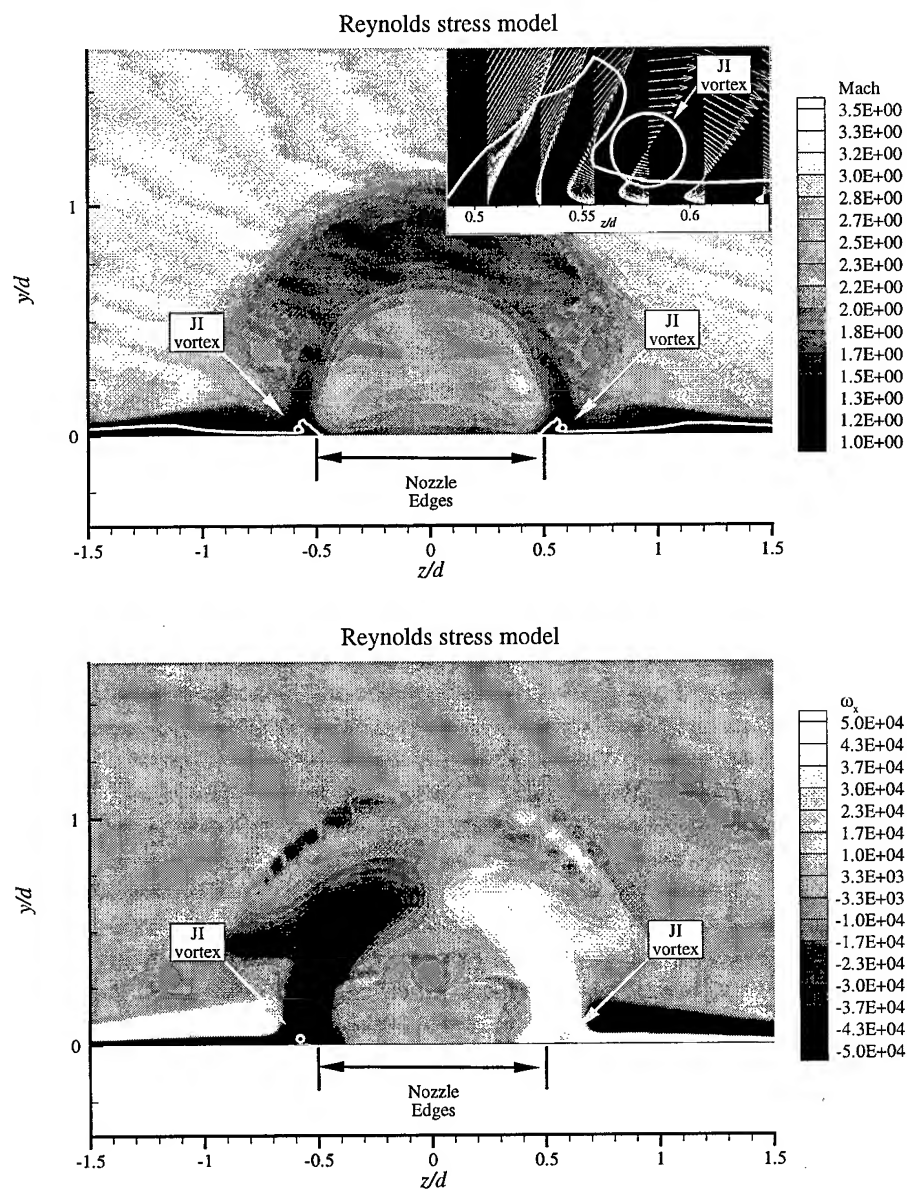 Reynolds stress model
JI
vortex
0.5
0.55
z/d
0.6
Mach
3.5E+00
3.3E+00
3.2E+00
3.0E+00
2.8E+00
2.7E+00
2.5E+00
2.3E+00
2.2E+00
2.0E+00
1.8E+00
1.7E+00
1.5E+00
1.3E+00
1.2E+00
1.0E+00
1
y/d
JI
vortex
JI
vortex
0
Nozzle
Edges
-1.5
-1
-0.5
0
0.5
1
1.5
z/d
Reynolds stress model
ωx
5.0E+04
4.3E+04
3.7E+04
3.0E+04
2.3E+04
1.7E+04
1.0E+04
3.3E+03
-3.3E+03
-1.0E+04
-1.7E+04
-2.3E+04
-3.0E+04
-3.7E+04
-4.3E+04
-5.0E+04
1
y/d
JI
vortex
JI
vortex
0
Nozzle
Edges
-1.5
-1
-0.5
0
0.5
1
1.5
z/d